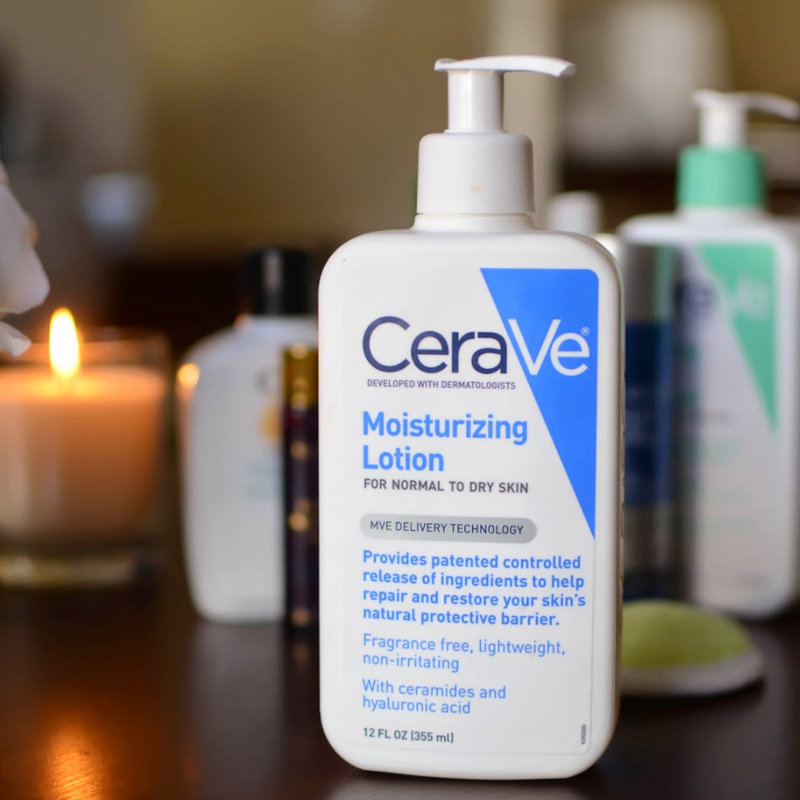 CeraVe®
DEVELOPED WITH DERMATOLOGISTS
Moisturizing
Lotion
FOR NORMAL TO DRY SKIN
MVE DELIVERY TECHNOLOGY
Provides patented controlled
release of ingredients to help
repair and restore your skin's
natural protective barrier.
Fragrance free, lightweight,
non-irritating
With ceramides and
hyaluronic acid
12 FL OZ (355 ml)